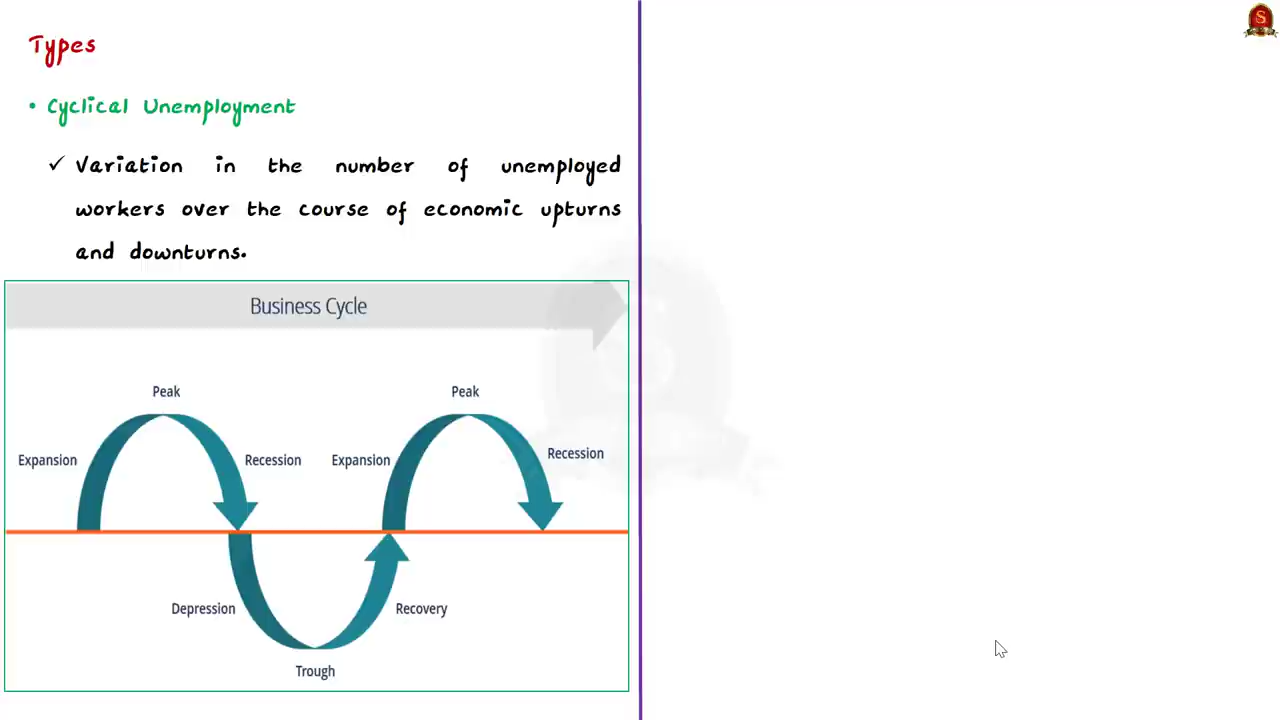 Types
• Cyclical Unemployment
✓ Variation in the number of unemployed
workers over the course of economic upturns
and downturns.
Business Cycle
Peak
Peak
Expansion
Recession
Expansion
Recession
Depression
Recovery
Trough
S